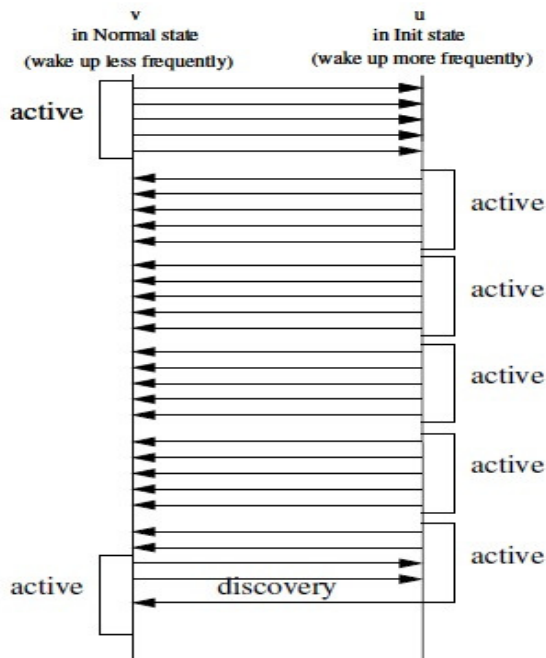 v
in Normal state
(wake up less frequently)
u
in Init state
(wake up more frequently)
active
active
active
active
active
active
active
discovery